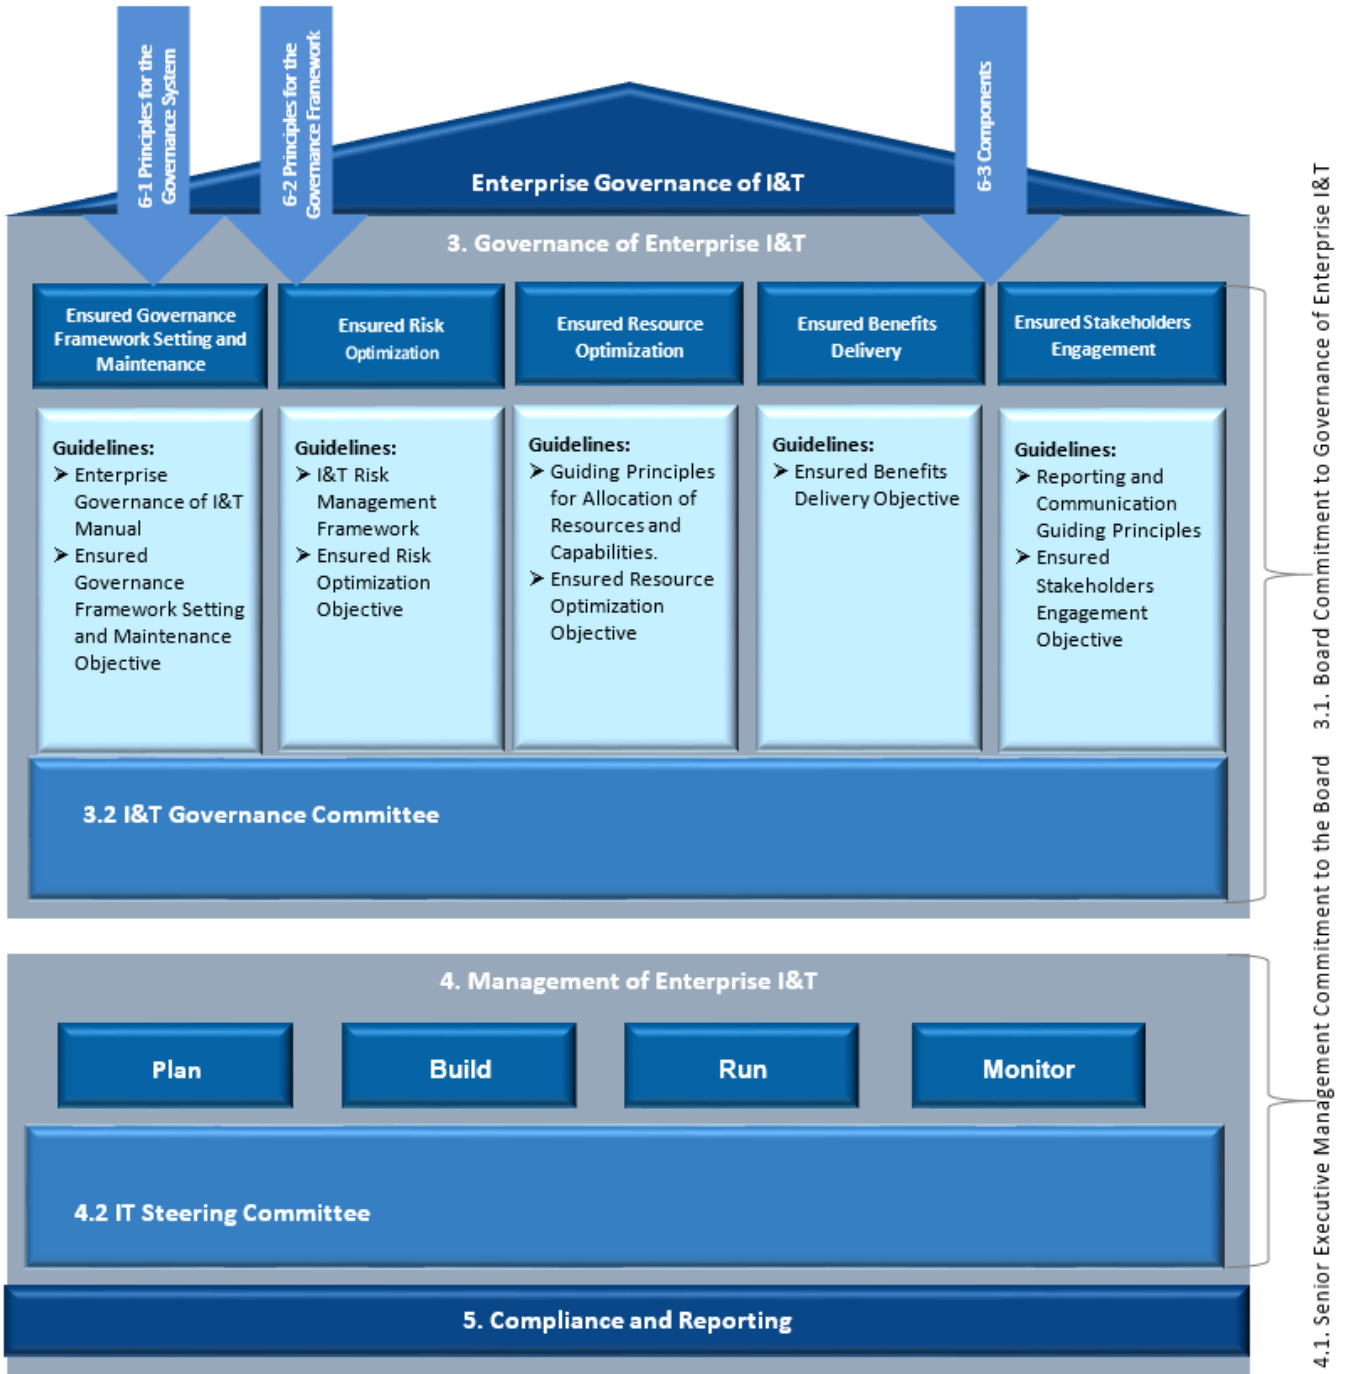 6-1 Principles for the
Governance System
6-2 Principles for the
Governance Framework
6-3 Components
Enterprise Governance of I&T
3. Governance of Enterprise I&T
Ensured Governance
Framework Setting and
Maintenance
Ensured Risk
Optimization
Ensured Resource
Optimization
Ensured Benefits
Delivery
Ensured Stakeholders
Engagement
Guidelines:
➢ Enterprise
Governance of I&T
Manual
➢ Ensured
Governance
Framework Setting
and Maintenance
Objective
Guidelines:
➢ I&T Risk
Management
Framework
➢ Ensured Risk
Optimization
Objective
Guidelines:
➢ Guiding Principles
for Allocation of
Resources and
Capabilities.
➢ Ensured Resource
Optimization
Objective
Guidelines:
➢ Ensured Benefits
Delivery Objective
Guidelines:
➢ Reporting and
Communication
Guiding Principles
➢ Ensured
Stakeholders
Engagement
Objective
3.2 I&T Governance Committee
3.1. Board Commitment to Governance of Enterprise I&T
4. Management of Enterprise I&T
Plan
Build
Run
Monitor
4.2 IT Steering Committee
4.1. Senior Executive Management Commitment to the Board
5. Compliance and Reporting